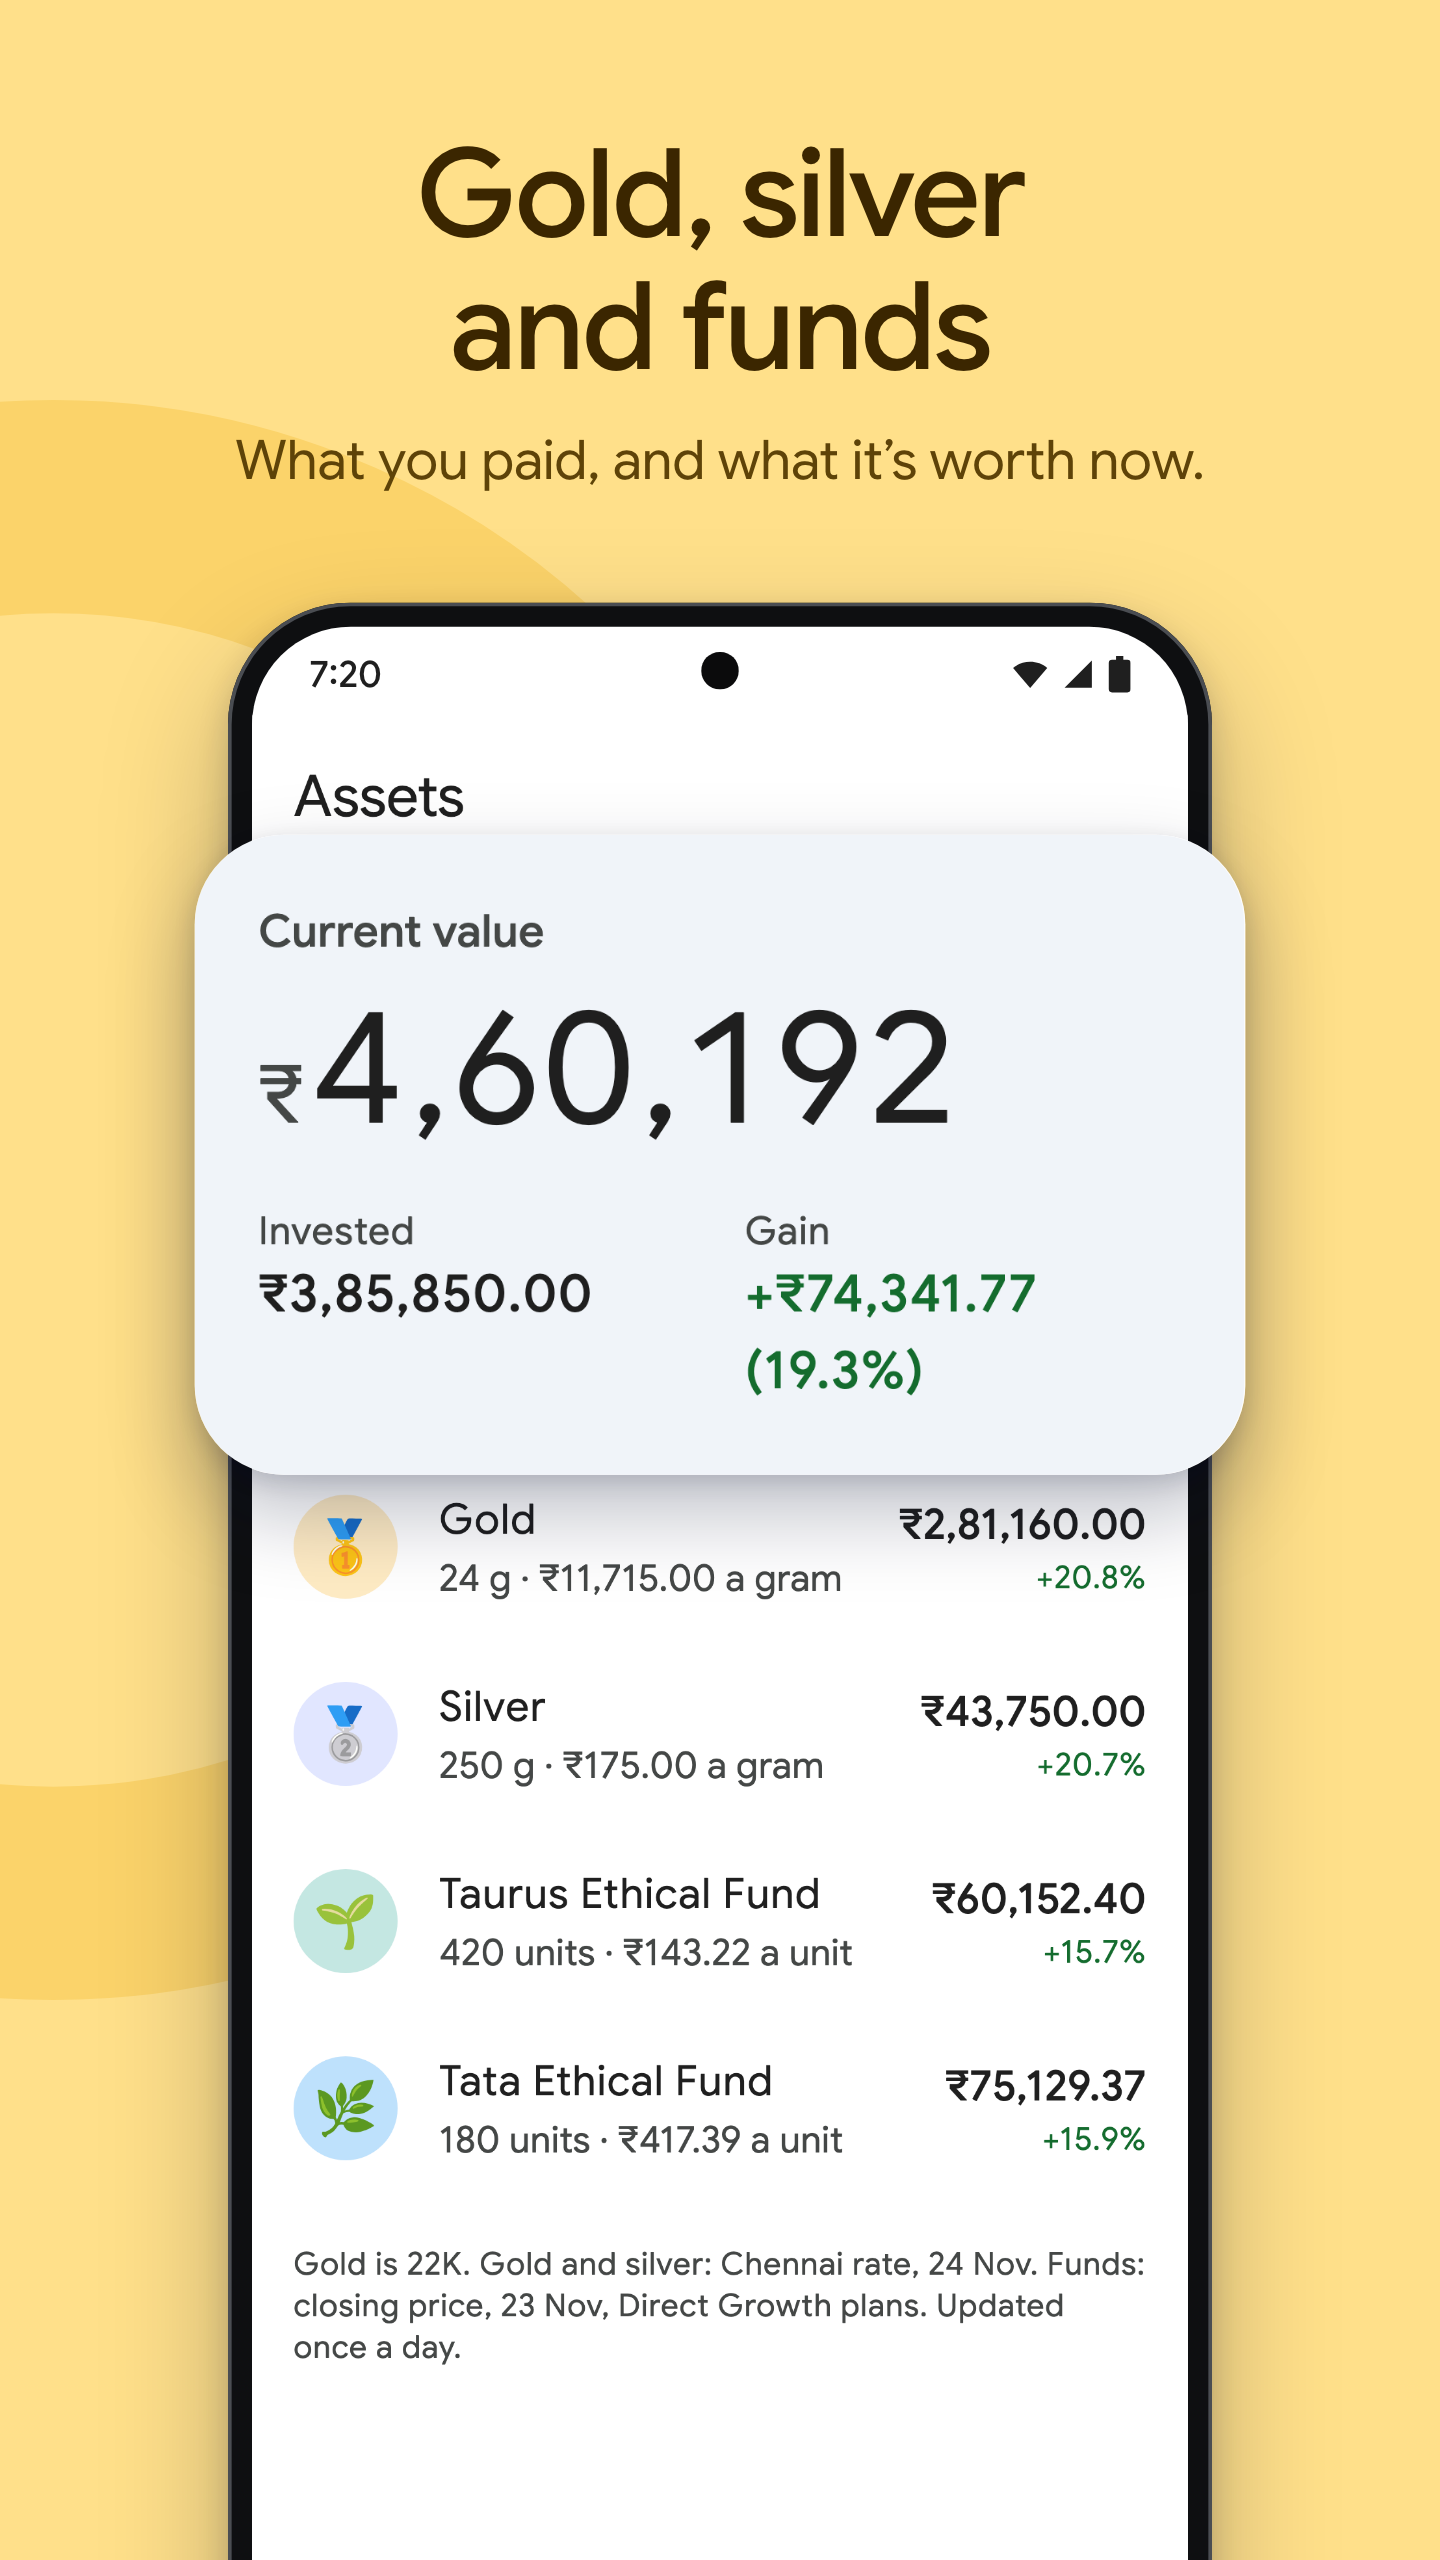 Gold, silver
and funds
What you paid, and what it’s worth now.
7:20
Assets
Current value
₹4,60,192
Invested
₹3,85,850.00
Gain
+₹74,341.77
(19.3%)
Gold
₹2,81,160.00
24 g · ₹11,715.00 a gram
+20.8%
Silver
₹43,750.00
250 g · ₹175.00 a gram
+20.7%
Taurus Ethical Fund
₹60,152.40
420 units · ₹143.22 a unit
+15.7%
Tata Ethical Fund
₹75,129.37
180 units · ₹417.39 a unit
+15.9%
Gold is 22K. Gold and silver: Chennai rate, 24 Nov. Funds:
closing price, 23 Nov, Direct Growth plans. Updated
once a day.